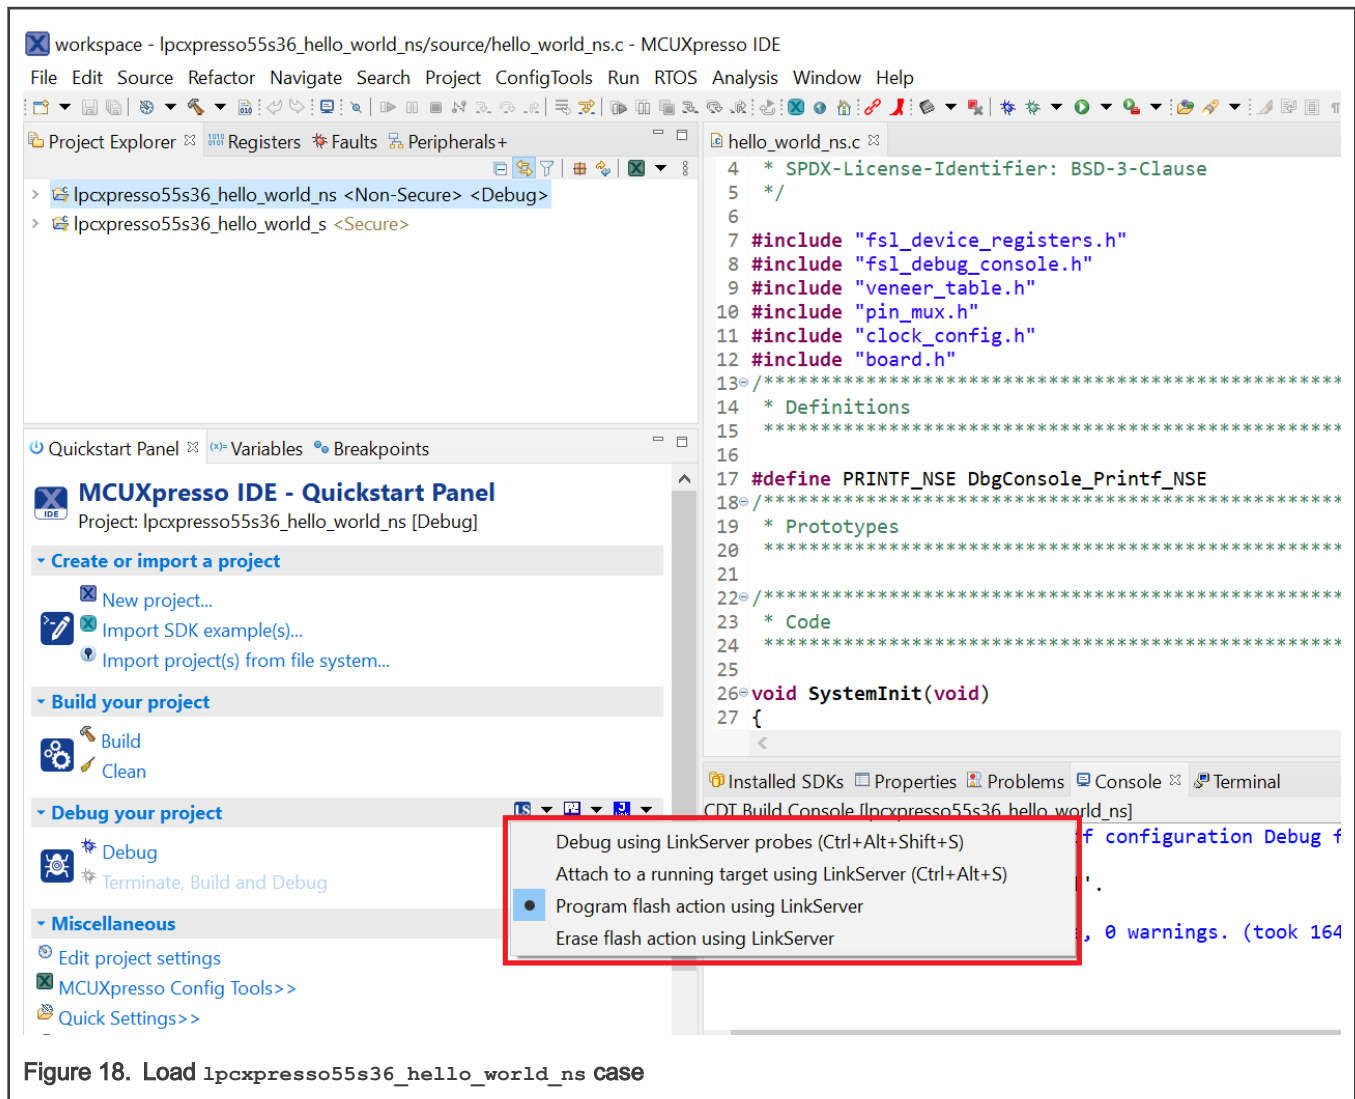 workspace - lpcxpresso55s36_hello_world_ns/source/hello_world_ns.c - MCUXpresso IDE
File Edit Source Refactor Navigate Search Project ConfigTools Run RTOS Analysis Window Help
Project Explorer Registers Faults Peripherals+
lpcxpresso55s36_hello_world_ns <Non-Secure> <Debug>
lpcxpresso55s36_hello_world_s <Secure>
hello_world_ns.c
4 * SPDX-License-Identifier: BSD-3-Clause
5 */
6
7 #include "fsl_device_registers.h"
8 #include "fsl_debug_console.h"
9 #include "veneer_table.h"
10 #include "pin_mux.h"
11 #include "clock_config.h"
12 #include "board.h"
13 /***************************************************
14 * Definitions
15 ***************************************************
16
17 #define PRINTF_NSE DbgConsole_Printf_NSE
18 /***************************************************
19 * Prototypes
20 ***************************************************
21
22 /***************************************************
23 * Code
24 ***************************************************
25
26 void SystemInit(void)
27 {
Quickstart Panel (x)= Variables Breakpoints
IDE
MCUXpresso IDE - Quickstart Panel
Project: lpcxpresso55s36_hello_world_ns [Debug]
Create or import a project
New project...
Import SDK example(s)...
Import project(s) from file system...
Build your project
Build
Clean
Debug your project
LS
Debug
Terminate, Build and Debug
Miscellaneous
Edit project settings
MCUXpresso Config Tools>>
Quick Settings>>
Installed SDKs Properties Problems Console Terminal
CDT Build Console [lpcxpresso55s36_hello_world_ns]
f configuration Debug f
'.
, 0 warnings. (took 164
Debug using LinkServer probes (Ctrl+Alt+Shift+S)
Attach to a running target using LinkServer (Ctrl+Alt+S)
Program flash action using LinkServer
Erase flash action using LinkServer
Figure 18. Load lpcxpresso55s36_hello_world_ns case